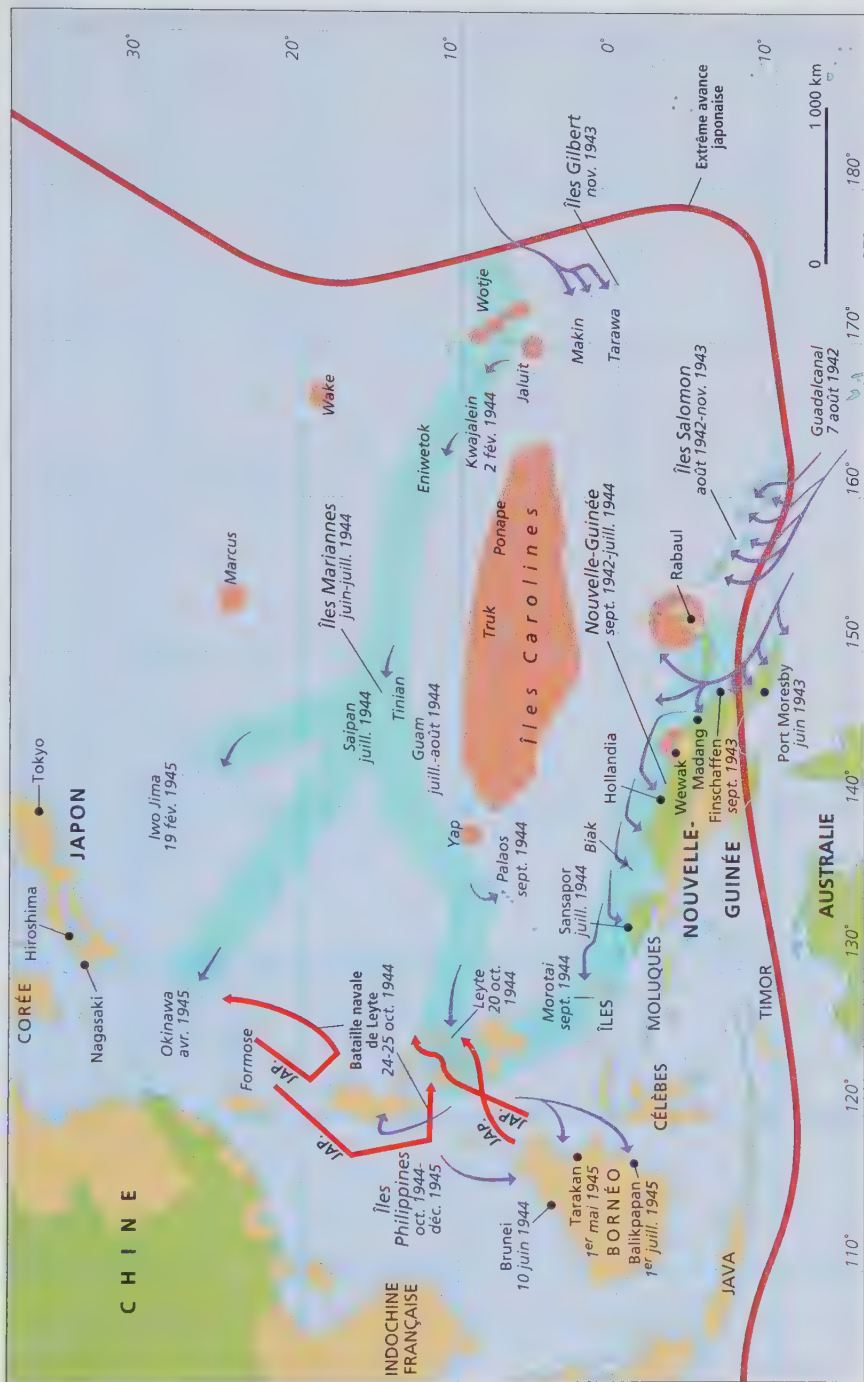 CHINE
CORÉE
Hiroshima
Nagasaki
Tokyo
JAPON
30°
20°
10°
0°
10°
Okinawa
avr. 1945
Iwo Jima
19 fév. 1945
Marcus
Wake
Formose
JAP.
JAP.
JAP.
JAP.
Bataille navale
de Leyte
24-25 oct. 1944
Îles
Philippines
oct. 1944-
déc. 1945
INDOCHINE
FRANÇAISE
Leyte
20 oct.
1944
Îles Mariannes
juin-juill. 1944
Saipan
juill. 1944
Tinian
Guam
juill.-août 1944
Yap
Palaos
sept. 1944
Truk
Ponape
Îles Carolines
Eniwetok
Kwajalein
2 fév. 1944
Jaluit
Wotje
Makin
Tarawa
Îles Gilbert
nov. 1943
Brunei
10 juin 1944
Tarakan
1er mai 1945
BORNÉO
Balikpapan
1er juill. 1945
CÉLÈBES
Morotai
sept. 1944
ÎLES
MOLUQUES
Sansapor
juill. 1944
Biak
Hollandia
Nouvelle-Guinée
sept. 1942-juill. 1944
Wewak
Madang
Finschaffen
sept. 1943
Port Moresby
juin 1943
NOUVELLE-
GUINÉE
Rabaul
Îles Salomon
août 1942-nov. 1943
Guadalcanal
7 août 1942
Extrême avance
japonaise
JAVA
TIMOR
AUSTRALIE
0
1 000 km
110°
120°
130°
140°
150°
160°
170°
180°